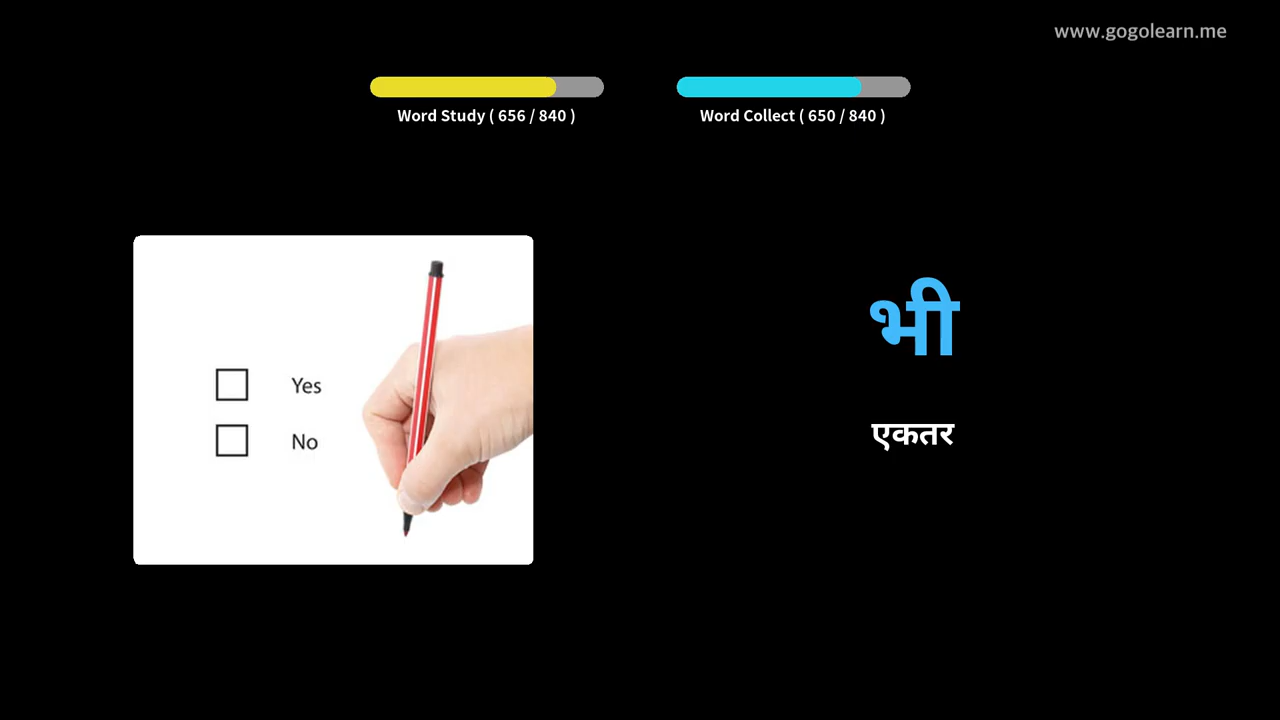 www.gogolearn.me
Word Study ( 656 / 840 )
Word Collect ( 650 / 840 )
Yes
No
भी
एकतर